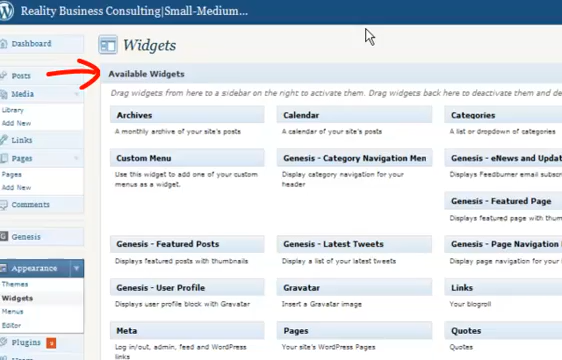 Reality Business Consulting|Small-Medium...
Dashboard
Posts
Media
Library
Add New
Links
Pages
Pages
Add New
Comments
Genesis
Appearance
Themes
Widgets
Menus
Editor
Plugins
Users
Widgets
Available Widgets
Drag widgets from here to a sidebar on the right to activate them. Drag widgets back here to deactivate them and de
Archives
A monthly archive of your site's posts
Calendar
A calendar of your site's posts
Categories
A list or dropdown of categories
Custom Menu
Use this widget to add one of your custom
menus as a widget.
Genesis - Category Navigation Men
Display category navigation for your
header
Genesis - eNews and Updat
Displays Feedburner email subscr
Genesis - Featured Page
Displays featured page with thum
Genesis - Featured Posts
Displays featured posts with thumbnails
Genesis - Latest Tweets
Display a list of your latest tweets
Genesis - Page Navigation
Display page navigation for your
Genesis - User Profile
Displays user profile block with Gravatar
Gravatar
Insert a Gravatar image
Links
Your blogroll
Meta
Log in/out, admin, feed and WordPress
links
Pages
Your site's WordPress Pages
Quotes
Quotes